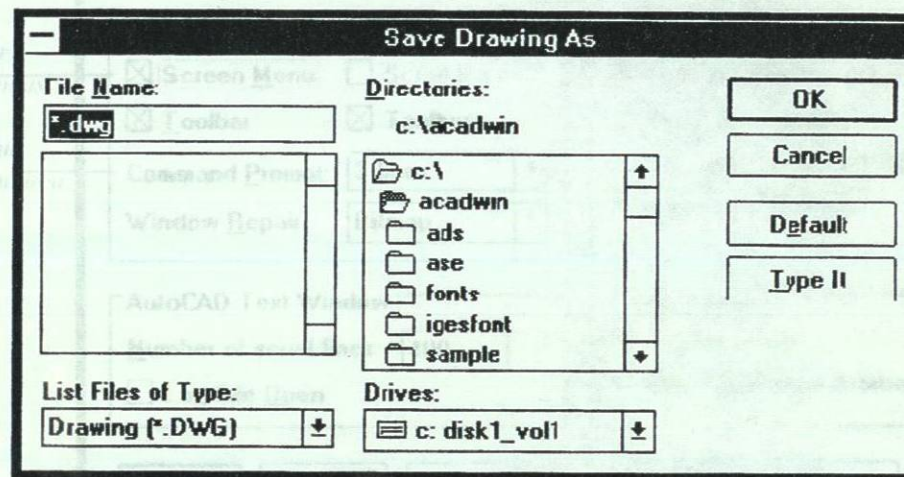 Save Drawing As
File Name:
*.dwg
Directories:
c:\acadwin
c:\
acadwin
ads
ase
fonts
igesfont
sample
List Files of Type:
Drawing (*.DWG)
Drives:
c: disk1_vol1
OK
Cancel
Default
Type It
Screen Menu
Toolbar
Command Prompt
Window Repair
AutoCAD Text Window